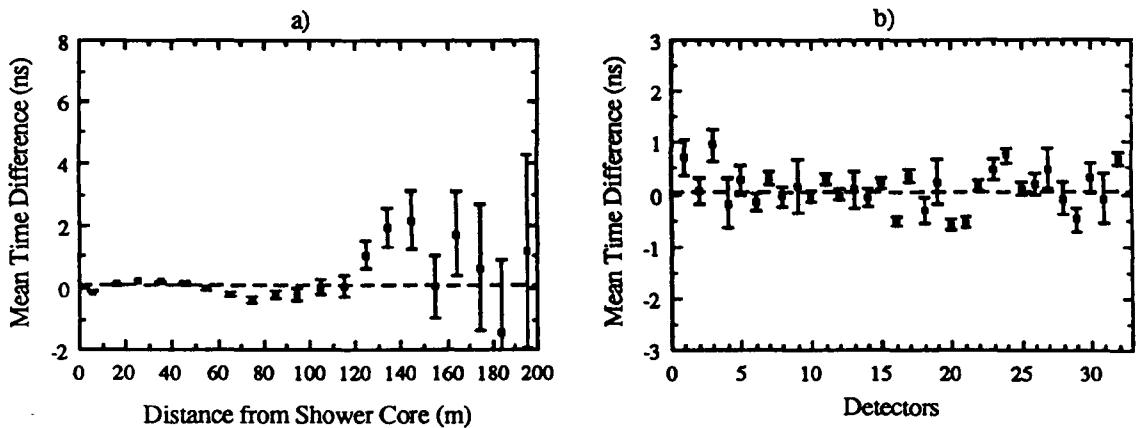 a)
Mean Time Difference (ns)
8
6
4
2
0
-2
0 20 40 60 80 100 120 140 160 180 200
Distance from Shower Core (m)
b)
Mean Time Difference (ns)
3
2
1
0
-1
-2
-3
0 5 10 15 20 25 30
Detectors